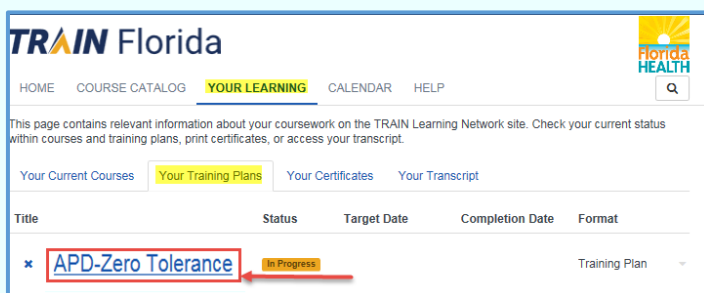 TRAIN Florida
Florida
HEALTH
HOME COURSE CATALOG YOUR LEARNING CALENDAR HELP
This page contains relevant information about your coursework on the TRAIN Learning Network site. Check your current status
within courses and training plans, print certificates, or access your transcript.
Your Current Courses Your Training Plans Your Certificates Your Transcript
Title Status Target Date Completion Date Format
× APD-Zero Tolerance In Progress Training Plan